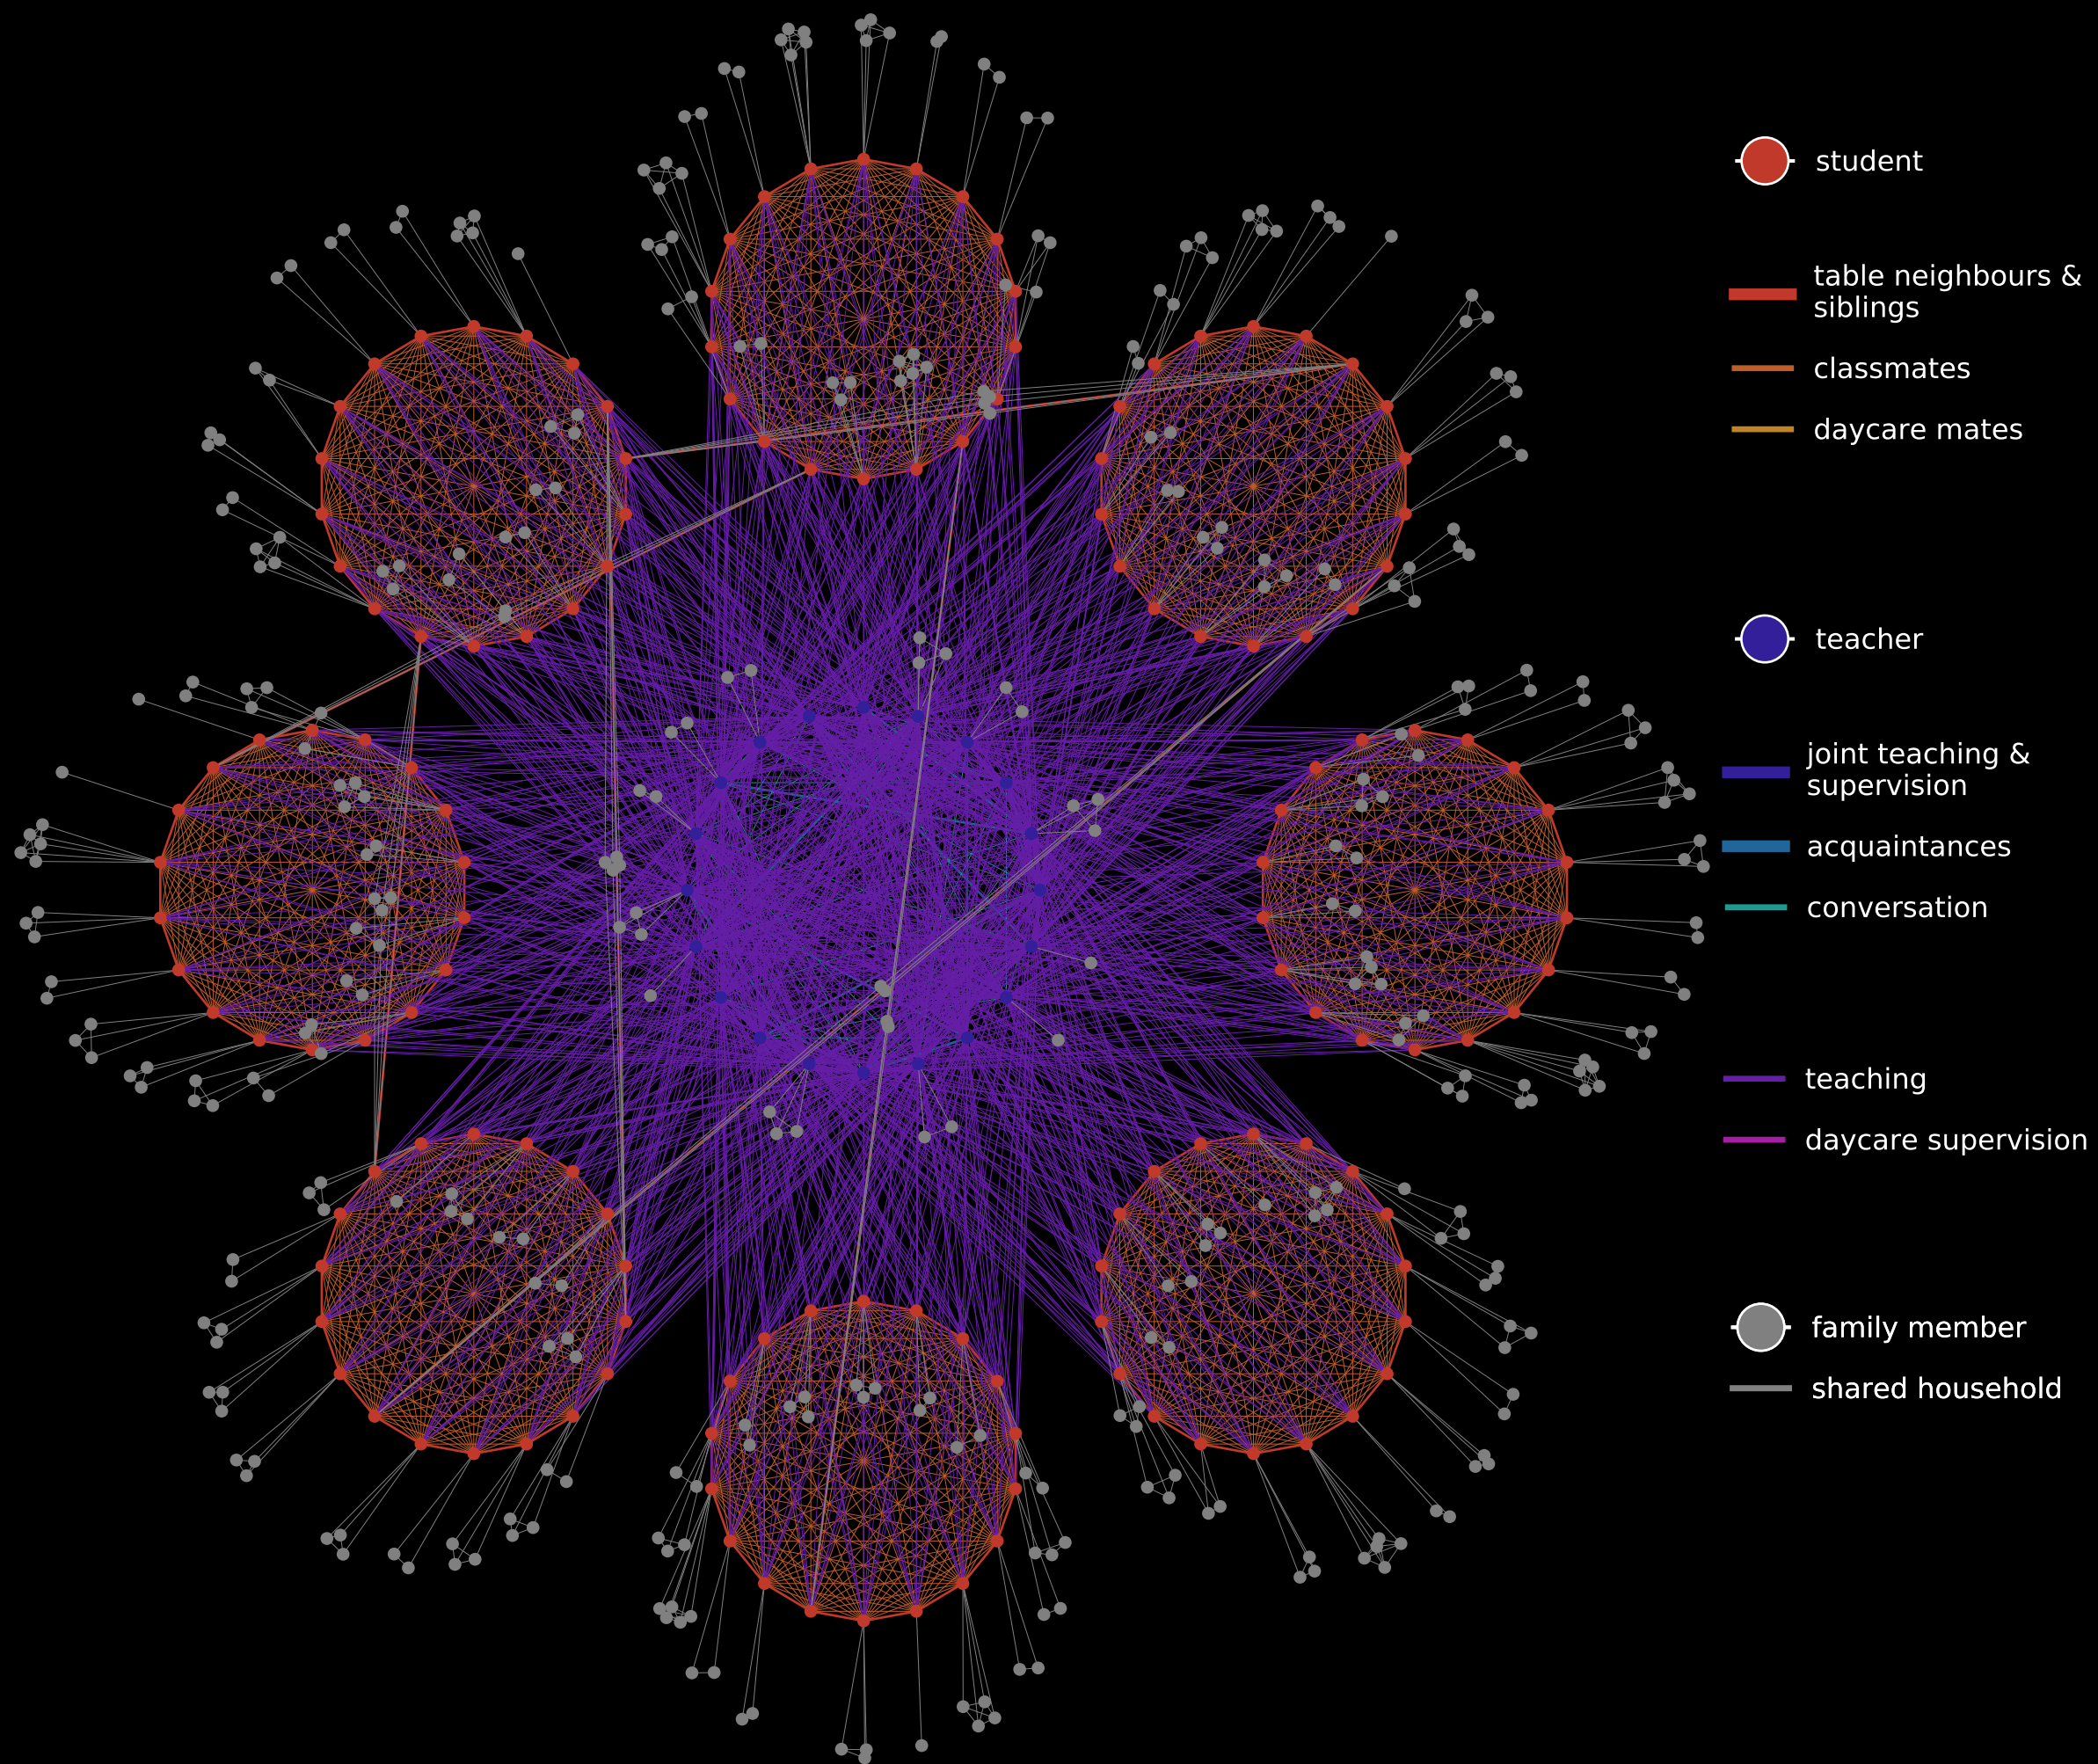 student
table neighbours &
siblings
classmates
daycare mates
teacher
joint teaching &
supervision
acquaintances
conversation
teaching
daycare supervision
family member
shared household